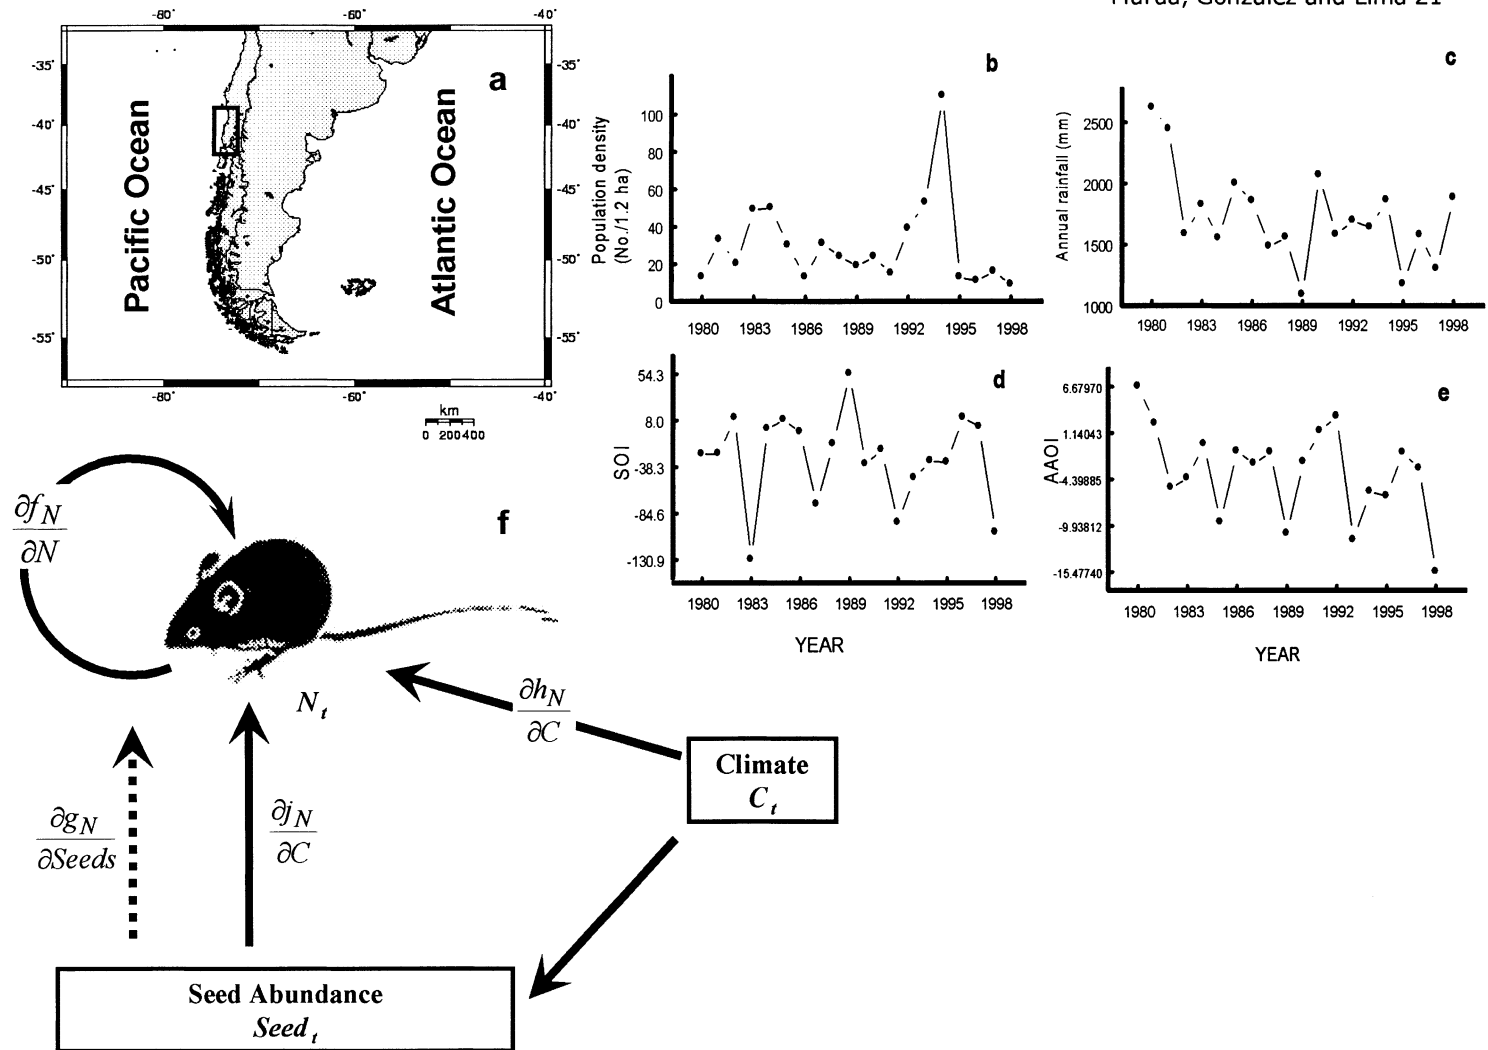 -80° -60° -40°
-35° -35°
-40° -40°
-45° -45°
-50° -50°
-55° -55°
-80° -60° -40°
a
Pacific Ocean
Atlantic Ocean
km
0 200 400
b
Population density
(No./1.2 ha)
100
80
60
40
20
0
1980 1983 1986 1989 1992 1995 1998
c
Annual rainfall (mm)
2500
2000
1500
1000
1980 1983 1986 1989 1992 1995 1998
d
SOI
54.3
8.0
-38.3
-84.6
-130.9
1980 1983 1986 1989 1992 1995 1998
YEAR
e
AAOI
6.67970
1.14043
-4.39885
-9.93812
-15.47740
1980 1983 1986 1989 1992 1995 1998
YEAR
f
∂f_N
∂N
N_t
∂h_N
∂C
Climate
C_t
∂g_N
∂Seeds
∂j_N
∂C
Seed Abundance
Seed_t